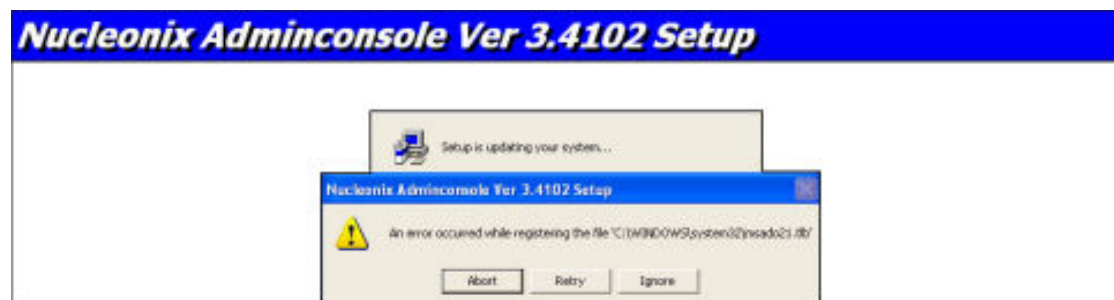 Nucleonix Adminconsole Ver 3.4102 Setup
Setup is updating your system...
Nucleonix Adminconsole Ver 3.4102 Setup
An error occurred while registering the file 'C:\WINDOWS\system32\msado21.tlb'
Abort Retry Ignore